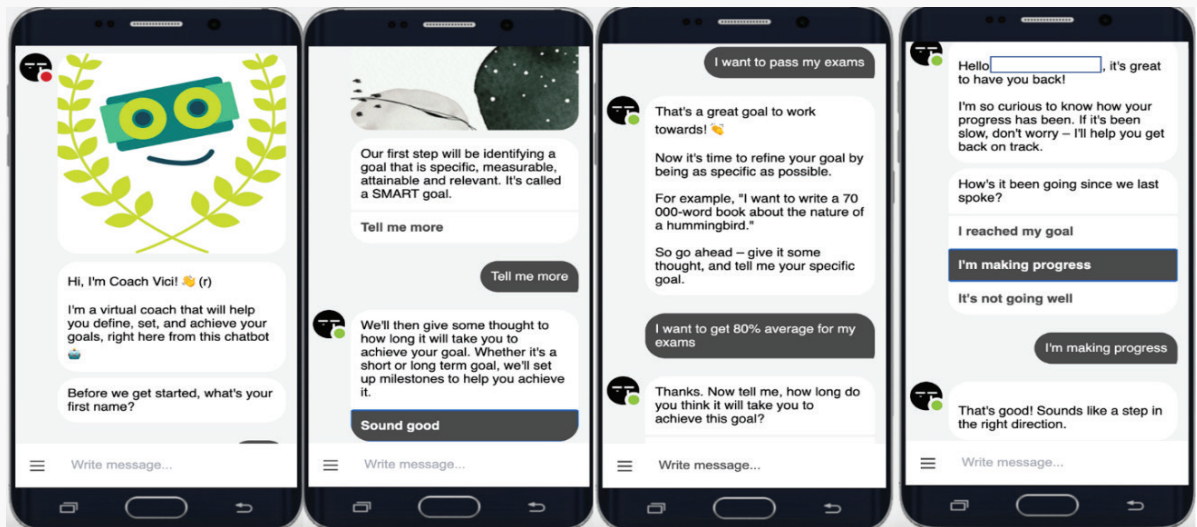 Hi, I'm Coach Vici! 👋 (r)
I'm a virtual coach that will help
you define, set, and achieve your
goals, right here from this chatbot
🤖
Before we get started, what's your
first name?
Write message...
Our first step will be identifying a
goal that is specific, measurable,
attainable and relevant. It's called
a SMART goal.
Tell me more
Tell me more
We'll then give some thought to
how long it will take you to
achieve your goal. Whether it's a
short or long term goal, we'll set
up milestones to help you achieve
it.
Sound good
Write message...
I want to pass my exams
That's a great goal to work
towards! 👏
Now it's time to refine your goal by
being as specific as possible.
For example, "I want to write a 70
000-word book about the nature of
a hummingbird."
So go ahead – give it some
thought, and tell me your specific
goal.
I want to get 80% average for my
exams
Thanks. Now tell me, how long do
you think it will take you to
achieve this goal?
Write message...
Hello , it's great
to have you back!
I'm so curious to know how your
progress has been. If it's been
slow, don't worry – I'll help you get
back on track.
How's it been going since we last
spoke?
I reached my goal
I'm making progress
It's not going well
I'm making progress
That's good! Sounds like a step in
the right direction.
Write message...